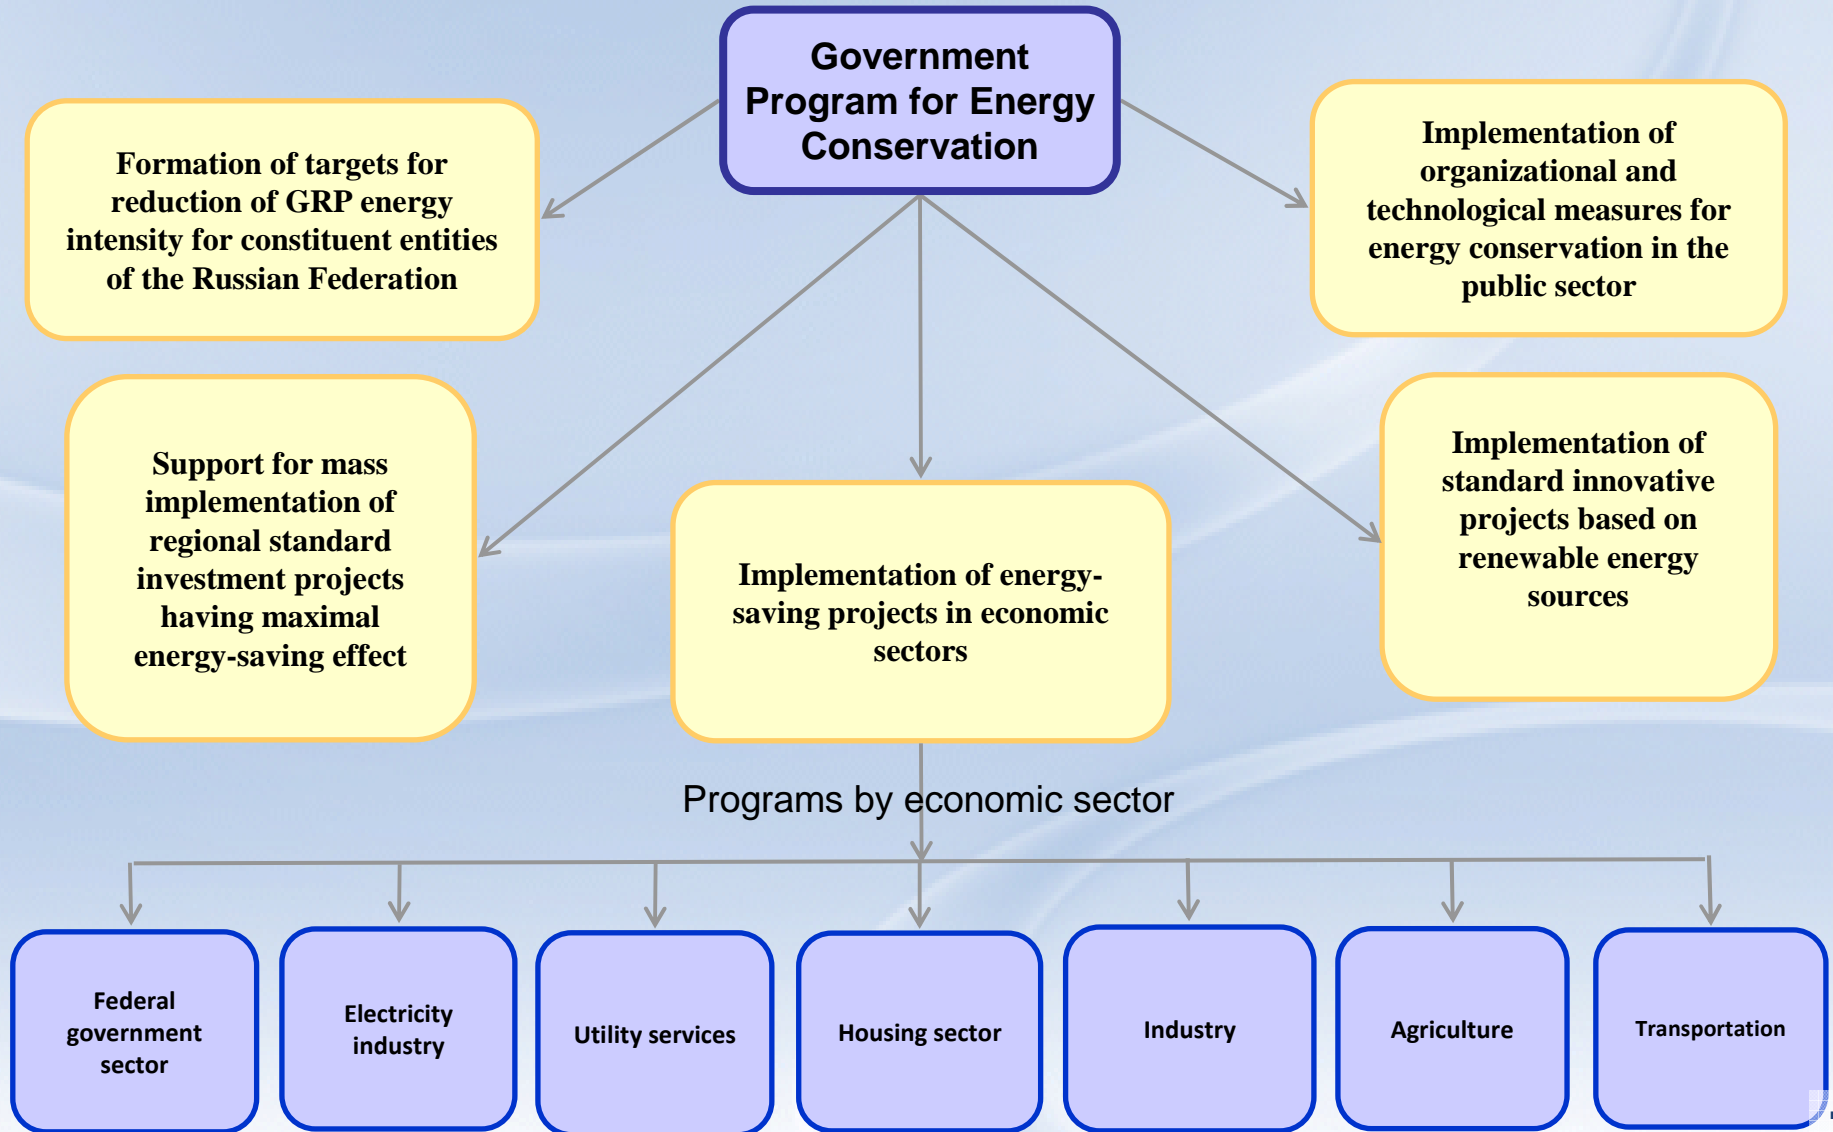 Government
Program for Energy
Conservation
Formation of targets for
reduction of GRP energy
intensity for constituent entities
of the Russian Federation
Implementation of
organizational and
technological measures for
energy conservation in the
public sector
Support for mass
implementation of
regional standard
investment projects
having maximal
energy-saving effect
Implementation of energy-
saving projects in economic
sectors
Implementation of
standard innovative
projects based on
renewable energy
sources
Programs by economic sector
Federal
government
sector
Electricity
industry
Utility services
Housing sector
Industry
Agriculture
Transportation